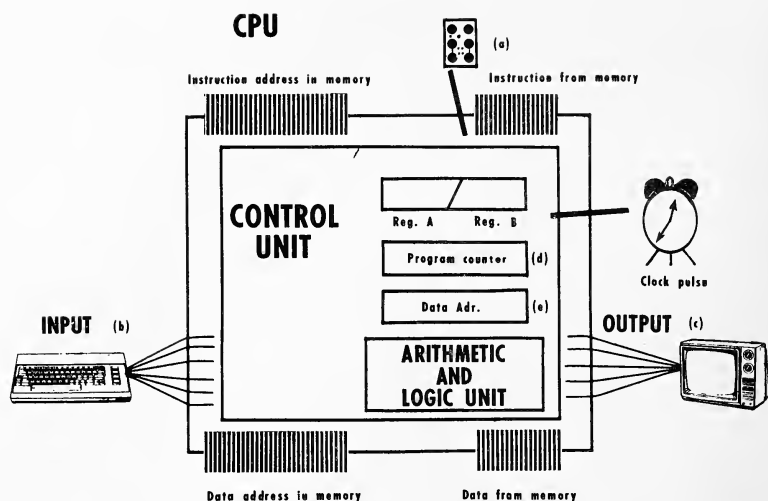 CPU
(a)
Instruction address in memory
Instruction from memory
CONTROL
UNIT
Reg. A Reg. B
Program counter (d)
Clock pulse
Data Adr. (e)
INPUT (b)
OUTPUT (c)
ARITHMETIC
AND
LOGIC UNIT
Data address in memory
Data from memory